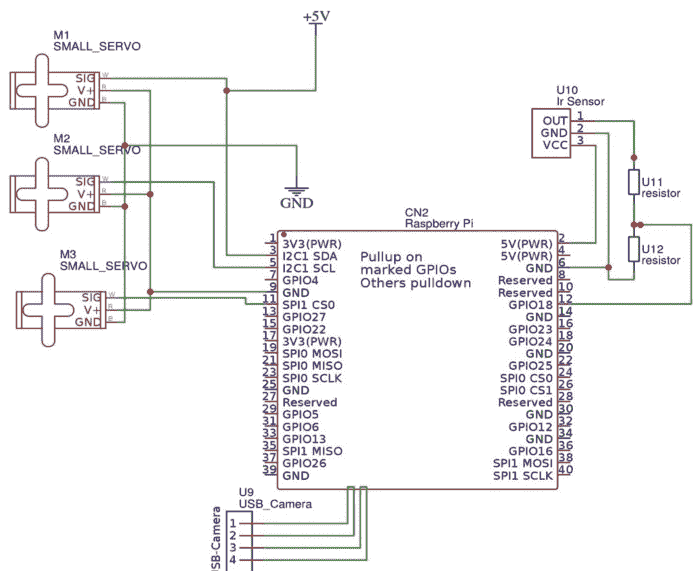 +5V
M1
SMALL_SERVO
SIG W
V+ R
GND B
M2
SMALL_SERVO
SIG W
V+ R
GND B
M3
SMALL_SERVO
SIG W
V+ R
GND B
GND
U10
Ir Sensor
OUT 1
GND 2
VCC 3
U11
resistor
U12
resistor
CN2
Raspberry Pi
Pullup on
marked GPIOs
Others pulldown
1 3V3(PWR) 5V(PWR) 2
3 I2C1 SDA 5V(PWR) 4
5 I2C1 SCL GND 6
7 GPIO4 Reserved 8
9 GND Reserved 10
11 SPI1 CS0 GPIO18 12
13 GPIO27 GND 14
15 GPIO22 GPIO23 16
17 3V3(PWR) GPIO24 18
19 SPI0 MOSI GND 20
21 SPI0 MISO GPIO25 22
23 SPI0 SCLK SPI0 CS0 24
25 GND SPI0 CS1 26
27 Reserved Reserved 28
29 GPIO5 GND 30
31 GPIO6 GPIO12 32
33 GPIO13 GND 34
35 SPI1 MISO GPIO16 36
37 GPIO26 SPI1 MOSI 38
39 GND SPI1 SCLK 40
U9
USB_Camera
USB-Camera
1
2
3
4